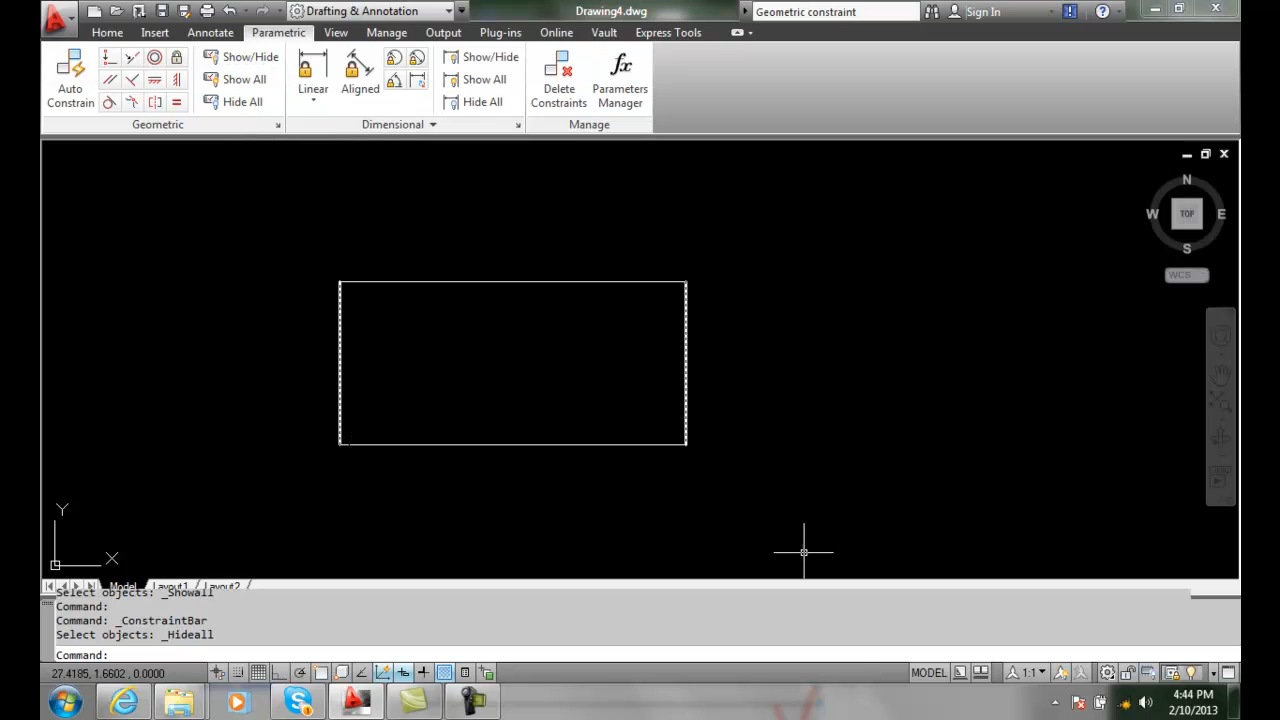 Drafting & Annotation Drawing4.dwg Geometric constraint Sign In
Home Insert Annotate Parametric View Manage Output Plug-ins Online Vault Express Tools
Auto Constrain
Show/Hide
Show All
Hide All
Linear
Aligned
Show/Hide
Show All
Hide All
Delete Constraints
fx
Parameters Manager
Geometric Dimensional Manage
N
W TOP E
S
WCS
Y
X
Model Layout1 Layout2
Select objects: _Showall
Command:
Command: _ConstraintBar
Select objects: _Hideall
Command:
27.4185, 1.6602 , 0.0000 MODEL 1:1
4:44 PM
2/10/2013